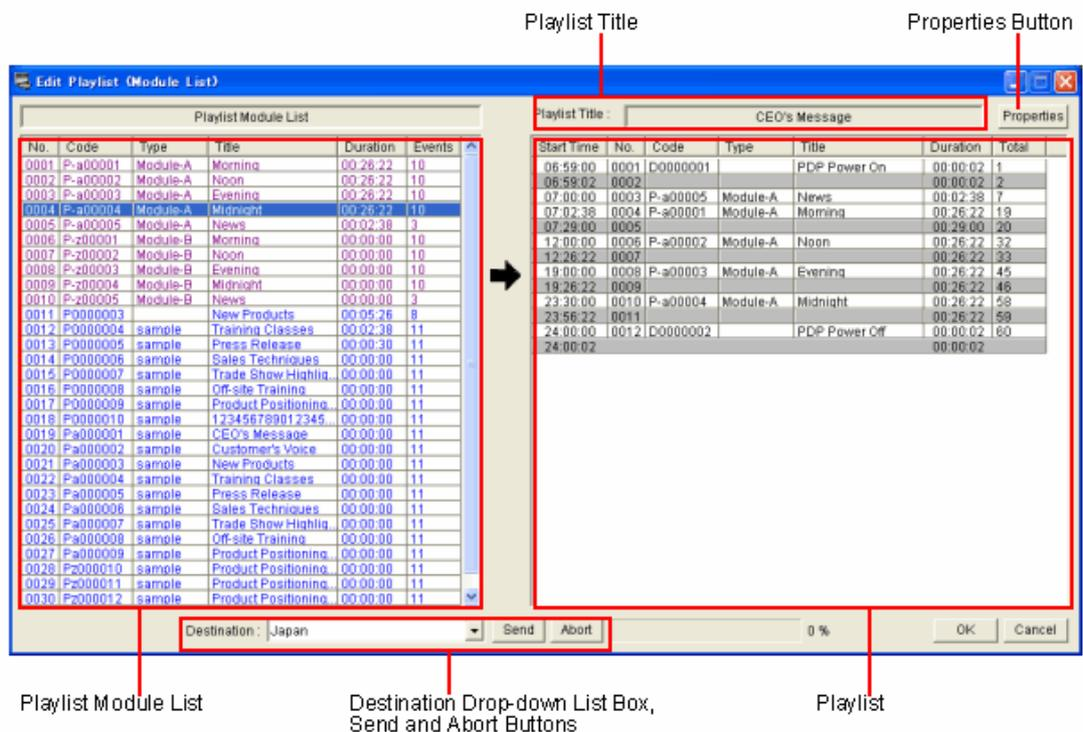 Playlist Title
Properties Button
Edit Playlist (Module List)
Playlist Module List
Playlist Title :
CEO's Message
Properties
No. Code Type Title Duration Events
0001 P-a00001 Module-A Morning 00:26:22 10
0002 P-a00002 Module-A Noon 00:26:22 10
0003 P-a00003 Module-A Evening 00:26:22 10
0004 P-a00004 Module-A Midnight 00:26:22 10
0005 P-a00005 Module-A News 00:02:38 3
0006 P-z00001 Module-B Morning 00:00:00 10
0007 P-z00002 Module-B Noon 00:00:00 10
0008 P-z00003 Module-B Evening 00:00:00 10
0009 P-z00004 Module-B Midnight 00:00:00 10
0010 P-z00005 Module-B News 00:00:00 3
0011 P0000003 New Products 00:05:26 8
0012 P0000004 sample Training Classes 00:02:38 11
0013 P0000005 sample Press Release 00:00:30 11
0014 P0000006 sample Sales Techniques 00:00:00 11
0015 P0000007 sample Trade Show Highlig... 00:00:00 11
0016 P0000008 sample Off-site Training 00:00:00 11
0017 P0000009 sample Product Positioning... 00:00:00 11
0018 P0000010 sample 123456789012345... 00:00:00 11
0019 Pa000001 sample CEO's Message 00:00:00 11
0020 Pa000002 sample Customer's Voice 00:00:00 11
0021 Pa000003 sample New Products 00:00:00 11
0022 Pa000004 sample Training Classes 00:00:00 11
0023 Pa000005 sample Press Release 00:00:00 11
0024 Pa000006 sample Sales Techniques 00:00:00 11
0025 Pa000007 sample Trade Show Highlig... 00:00:00 11
0026 Pa000008 sample Off-site Training 00:00:00 11
0027 Pa000009 sample Product Positioning... 00:00:00 11
0028 Pz000010 sample Product Positioning... 00:00:00 11
0029 Pz000011 sample Product Positioning... 00:00:00 11
0030 Pz000012 sample Product Positioning... 00:00:00 11
Start Time No. Code Type Title Duration Total
06:59:00 0001 D0000001 PDP Power On 00:00:02 1
06:59:02 0002 00:00:02 2
07:00:00 0003 P-a00005 Module-A News 00:02:38 7
07:02:38 0004 P-a00001 Module-A Morning 00:26:22 19
07:29:00 0005 00:29:00 20
12:00:00 0006 P-a00002 Module-A Noon 00:26:22 32
12:26:22 0007 00:26:22 33
19:00:00 0008 P-a00003 Module-A Evening 00:26:22 45
19:26:22 0009 00:26:22 46
23:30:00 0010 P-a00004 Module-A Midnight 00:26:22 58
23:56:22 0011 00:26:22 59
24:00:00 0012 D0000002 PDP Power Off 00:00:02 60
24:00:02 00:00:02
Destination : Japan
Send
Abort
0 %
OK
Cancel
Playlist Module List
Destination Drop-down List Box,
Send and Abort Buttons
Playlist